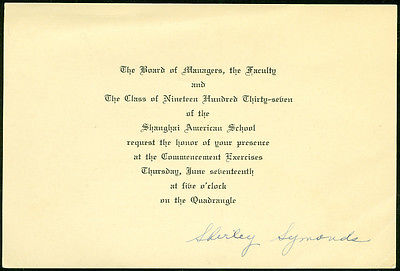 The Board of Managers, the Faculty
and
The Class of Nineteen Hundred Thirty-seven
of the
Shanghai American School
request the honor of your presence
at the Commencement Exercises
Thursday, June seventeenth
at five o'clock
on the Quadrangle
Shirley Symonds